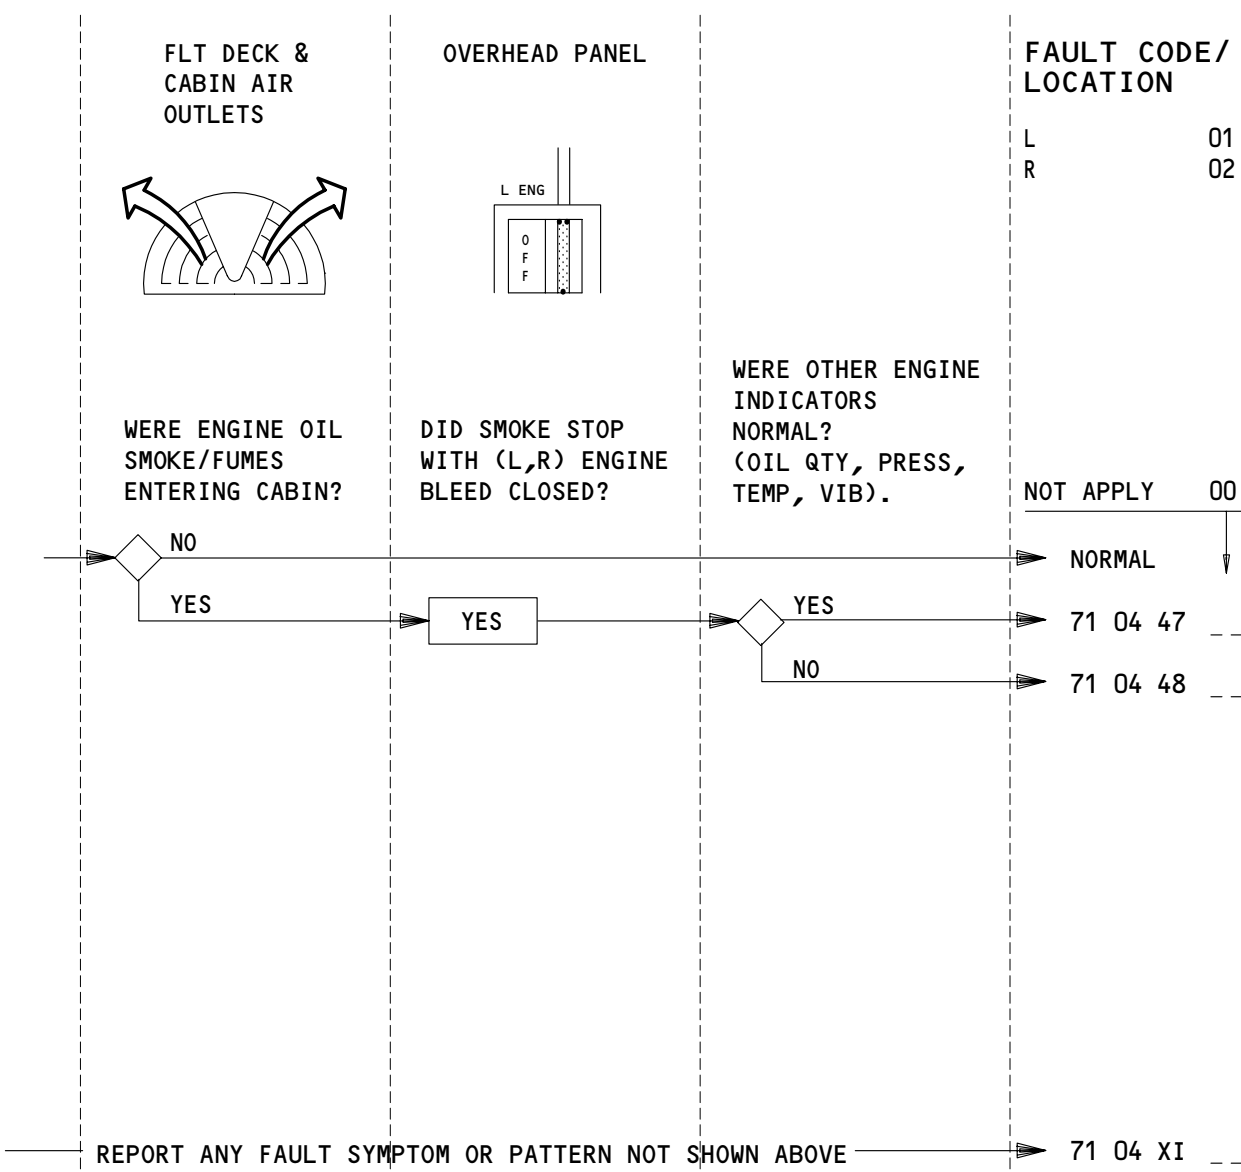 FLT DECK &
CABIN AIR
OUTLETS
OVERHEAD PANEL
FAULT CODE/
LOCATION
L 01
R 02
L ENG
O
F
F
WERE ENGINE OIL
SMOKE/FUMES
ENTERING CABIN?
DID SMOKE STOP
WITH (L,R) ENGINE
BLEED CLOSED?
WERE OTHER ENGINE
INDICATORS
NORMAL?
(OIL QTY, PRESS,
TEMP, VIB).
NOT APPLY 00
NO
NORMAL
YES
YES
YES
71 04 47 _ _
NO
71 04 48 _ _
REPORT ANY FAULT SYMPTOM OR PATTERN NOT SHOWN ABOVE
71 04 XI _ _